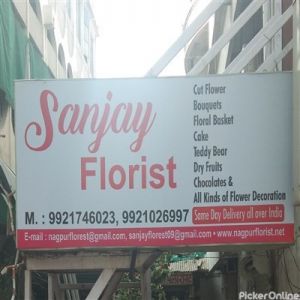 Sanjay
Florist
Cut Flower
Bouquets
Floral Basket
Cake
Teddy Bear
Dry Fruits
Chocolates &
All Kinds of Flower Decoration
M. : 9921746023, 9921026997
Same Day Delivery all over India
E-mail : nagpurflorest@gmail.com, sanjayflorest09@gmail.com • www.nagpurflorist.net
PickerOnline